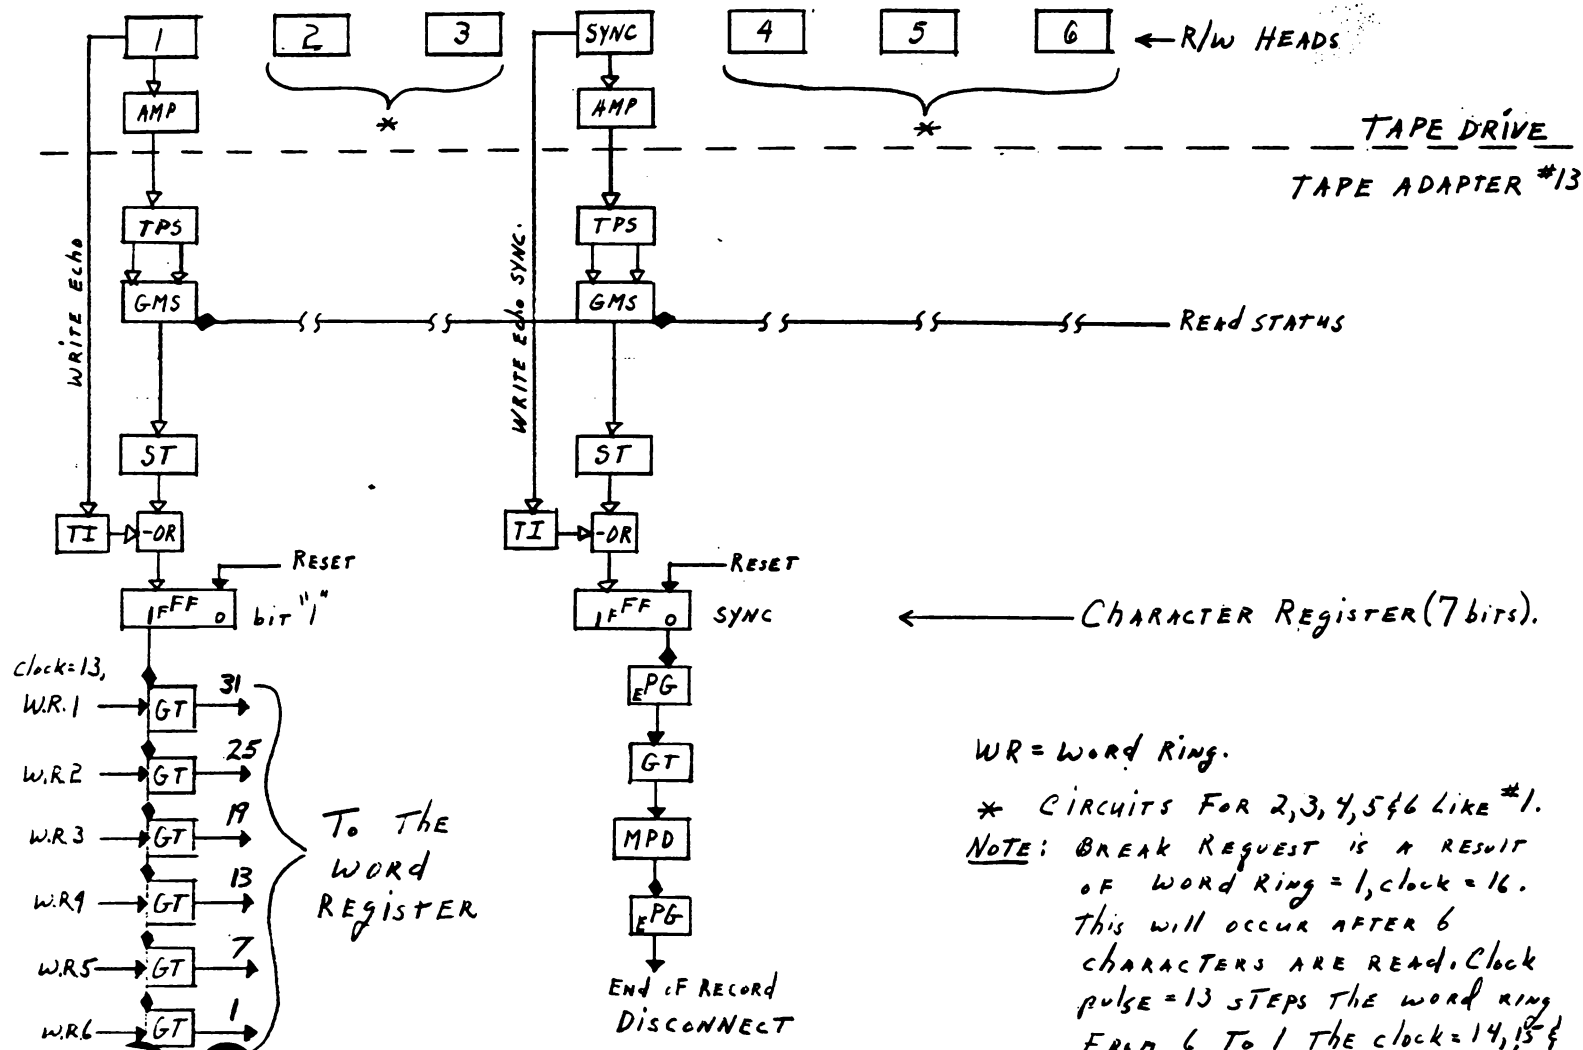 1 2 3 SYNC 4 5 6 ← R/W HEADS
AMP AMP
* *
TAPE DRIVE
TAPE ADAPTER #13
TPS TPS
WRITE Echo
WRITE Echo SYNC.
GMS GMS
READ STATUS
ST ST
TI -OR TI -OR
RESET RESET
1 F FF 0 bit "1"
1 F FF 0 SYNC
← CHARACTER REGISTER (7 bits).
Clock=13,
W.R.1 GT 31
W.R.2 GT 25
W.R.3 GT 19
W.R4 GT 13
W.R5 GT 7
W.R.6 GT 1
To The
WORD
REGISTER
EPG
GT
MPD
EPG
End OF RECORD
DISCONNECT
WR = WORD RING.
* CIRCUITS FOR 2,3,4,5&6 LIKE #1.
NOTE: BREAK REQUEST is A RESULT
OF WORD RING = 1, clock = 16.
This will occur AFTER 6
CHARACTERS ARE READ. Clock
pulse = 13 STEPS THE WORD RING
FROM 6 To 1 THE clock = 14, 15 &